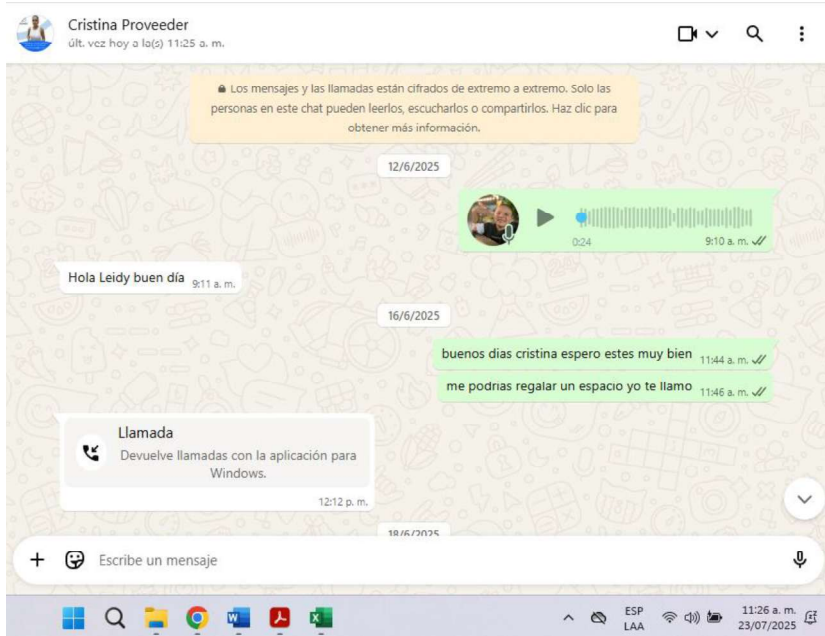 Cristina Proveeder
últ. vez hoy a la(s) 11:25 a. m.
Los mensajes y las llamadas están cifrados de extremo a extremo. Solo las
personas en este chat pueden leerlos, escucharlos o compartirlos. Haz clic para
obtener más información.
12/6/2025
0:24 9:10 a. m.
Hola Leidy buen día 9:11 a. m.
16/6/2025
buenos dias cristina espero estes muy bien 11:44 a. m.
me podrias regalar un espacio yo te llamo 11:46 a. m.
Llamada
Devuelve llamadas con la aplicación para
Windows.
12:12 p. m.
18/6/2025
Escribe un mensaje
ESP 11:26 a. m.
LAA 23/07/2025